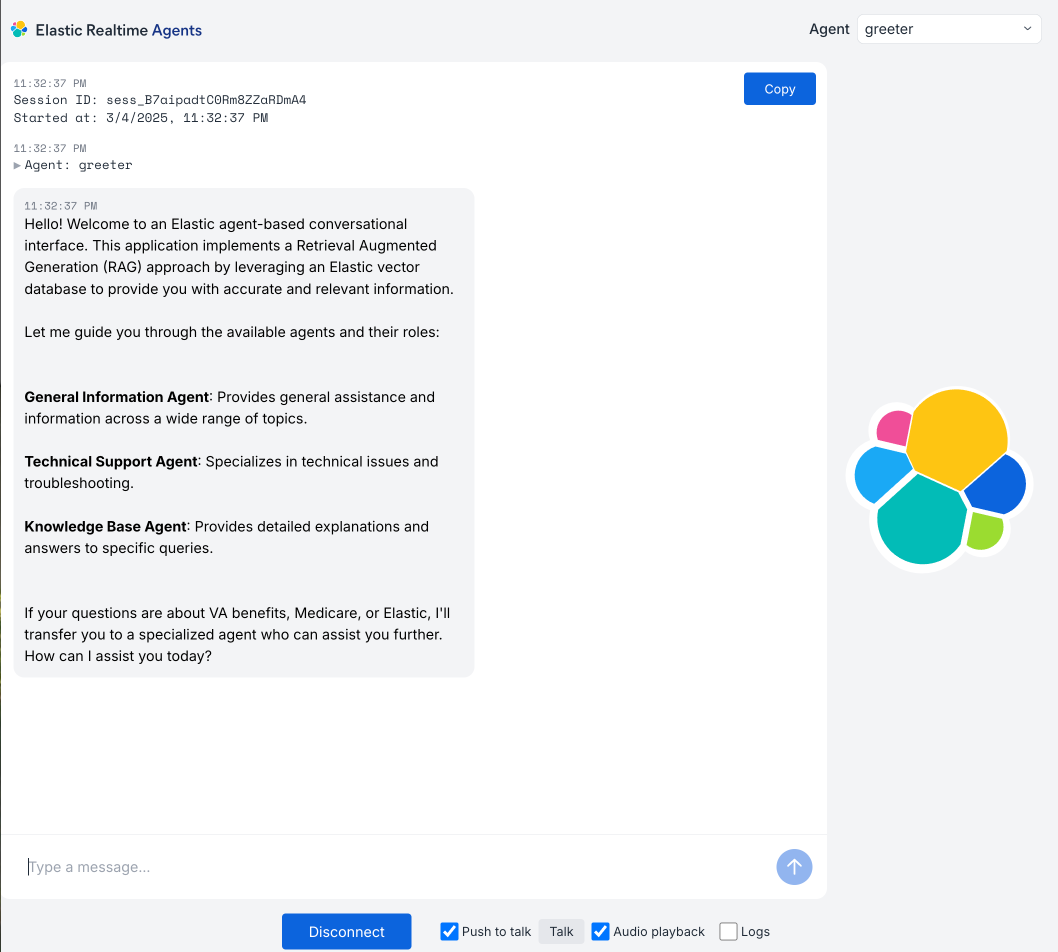 Elastic Realtime Agents
Agent greeter
11:32:37 PM
Session ID: sess_B7aipadtC0Rm8ZZaRDmA4
Started at: 3/4/2025, 11:32:37 PM
Copy
11:32:37 PM
Agent: greeter
11:32:37 PM
Hello! Welcome to an Elastic agent-based conversational
interface. This application implements a Retrieval Augmented
Generation (RAG) approach by leveraging an Elastic vector
database to provide you with accurate and relevant information.
Let me guide you through the available agents and their roles:
General Information Agent: Provides general assistance and
information across a wide range of topics.
Technical Support Agent: Specializes in technical issues and
troubleshooting.
Knowledge Base Agent: Provides detailed explanations and
answers to specific queries.
If your questions are about VA benefits, Medicare, or Elastic, I'll
transfer you to a specialized agent who can assist you further.
How can I assist you today?
Type a message...
Disconnect Push to talk Talk Audio playback Logs